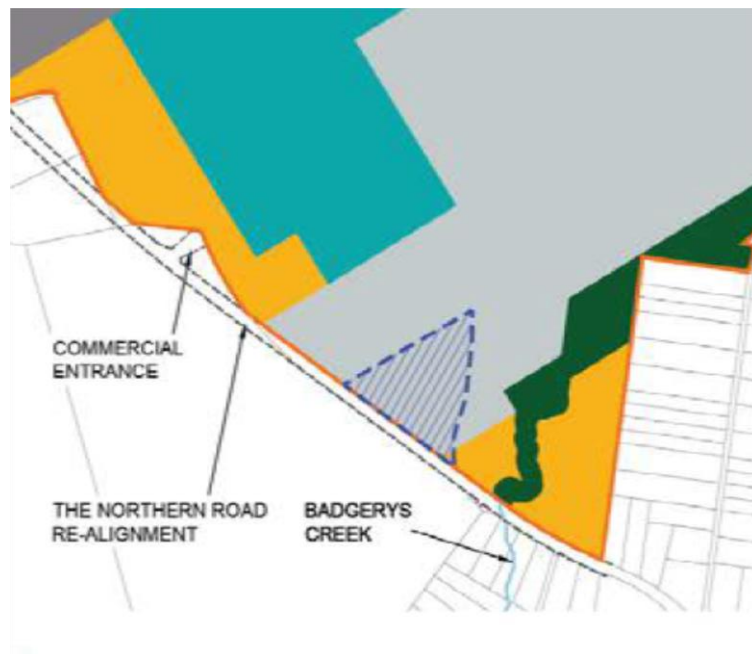 COMMERCIAL
ENTRANCE
THE NORTHERN ROAD
RE-ALIGNMENT
BADGERYS
CREEK